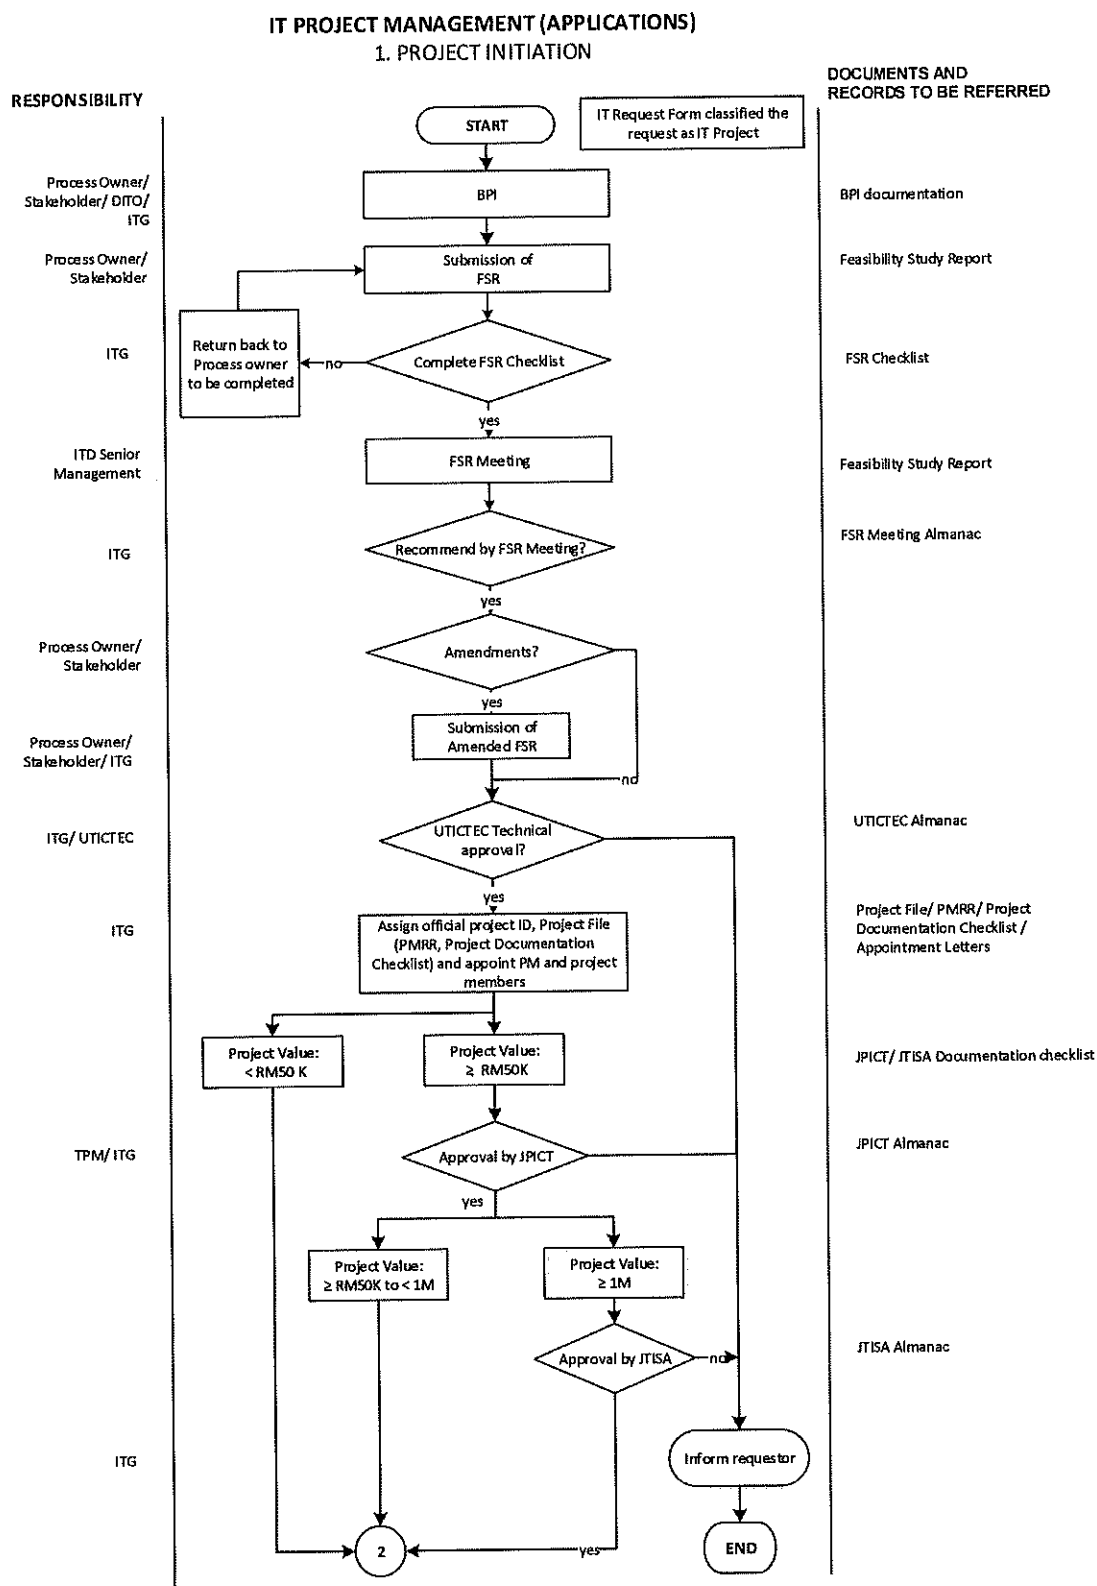 IT PROJECT MANAGEMENT (APPLICATIONS)
1. PROJECT INITIATION
RESPONSIBILITY
DOCUMENTS AND
RECORDS TO BE REFERRED
START
IT Request Form classified the
request as IT Project
Process Owner/
Stakeholder/ DITO/
ITG
BPI
BPI documentation
Process Owner/
Stakeholder
Submission of
FSR
Feasibility Study Report
ITG
Return back to
Process owner
to be completed
no
Complete FSR Checklist
FSR Checklist
yes
ITD Senior
Management
FSR Meeting
Feasibility Study Report
ITG
Recommend by FSR Meeting?
FSR Meeting Almanac
yes
Process Owner/
Stakeholder
Amendments?
yes
Process Owner/
Stakeholder/ ITG
Submission of
Amended FSR
no
ITG/ UTICTEC
UTICTEC Technical
approval?
UTICTEC Almanac
yes
ITG
Assign official project ID, Project File
(PMRR, Project Documentation
Checklist) and appoint PM and project
members
Project File/ PMRR/ Project
Documentation Checklist /
Appointment Letters
Project Value:
< RM50 K
Project Value:
≥ RM50K
JPICT/ JTISA Documentation checklist
TPM/ ITG
Approval by JPICT
JPICT Almanac
yes
Project Value:
≥ RM50K to < 1M
Project Value:
≥ 1M
Approval by JTISA
no
JTISA Almanac
ITG
Inform requestor
2
yes
END